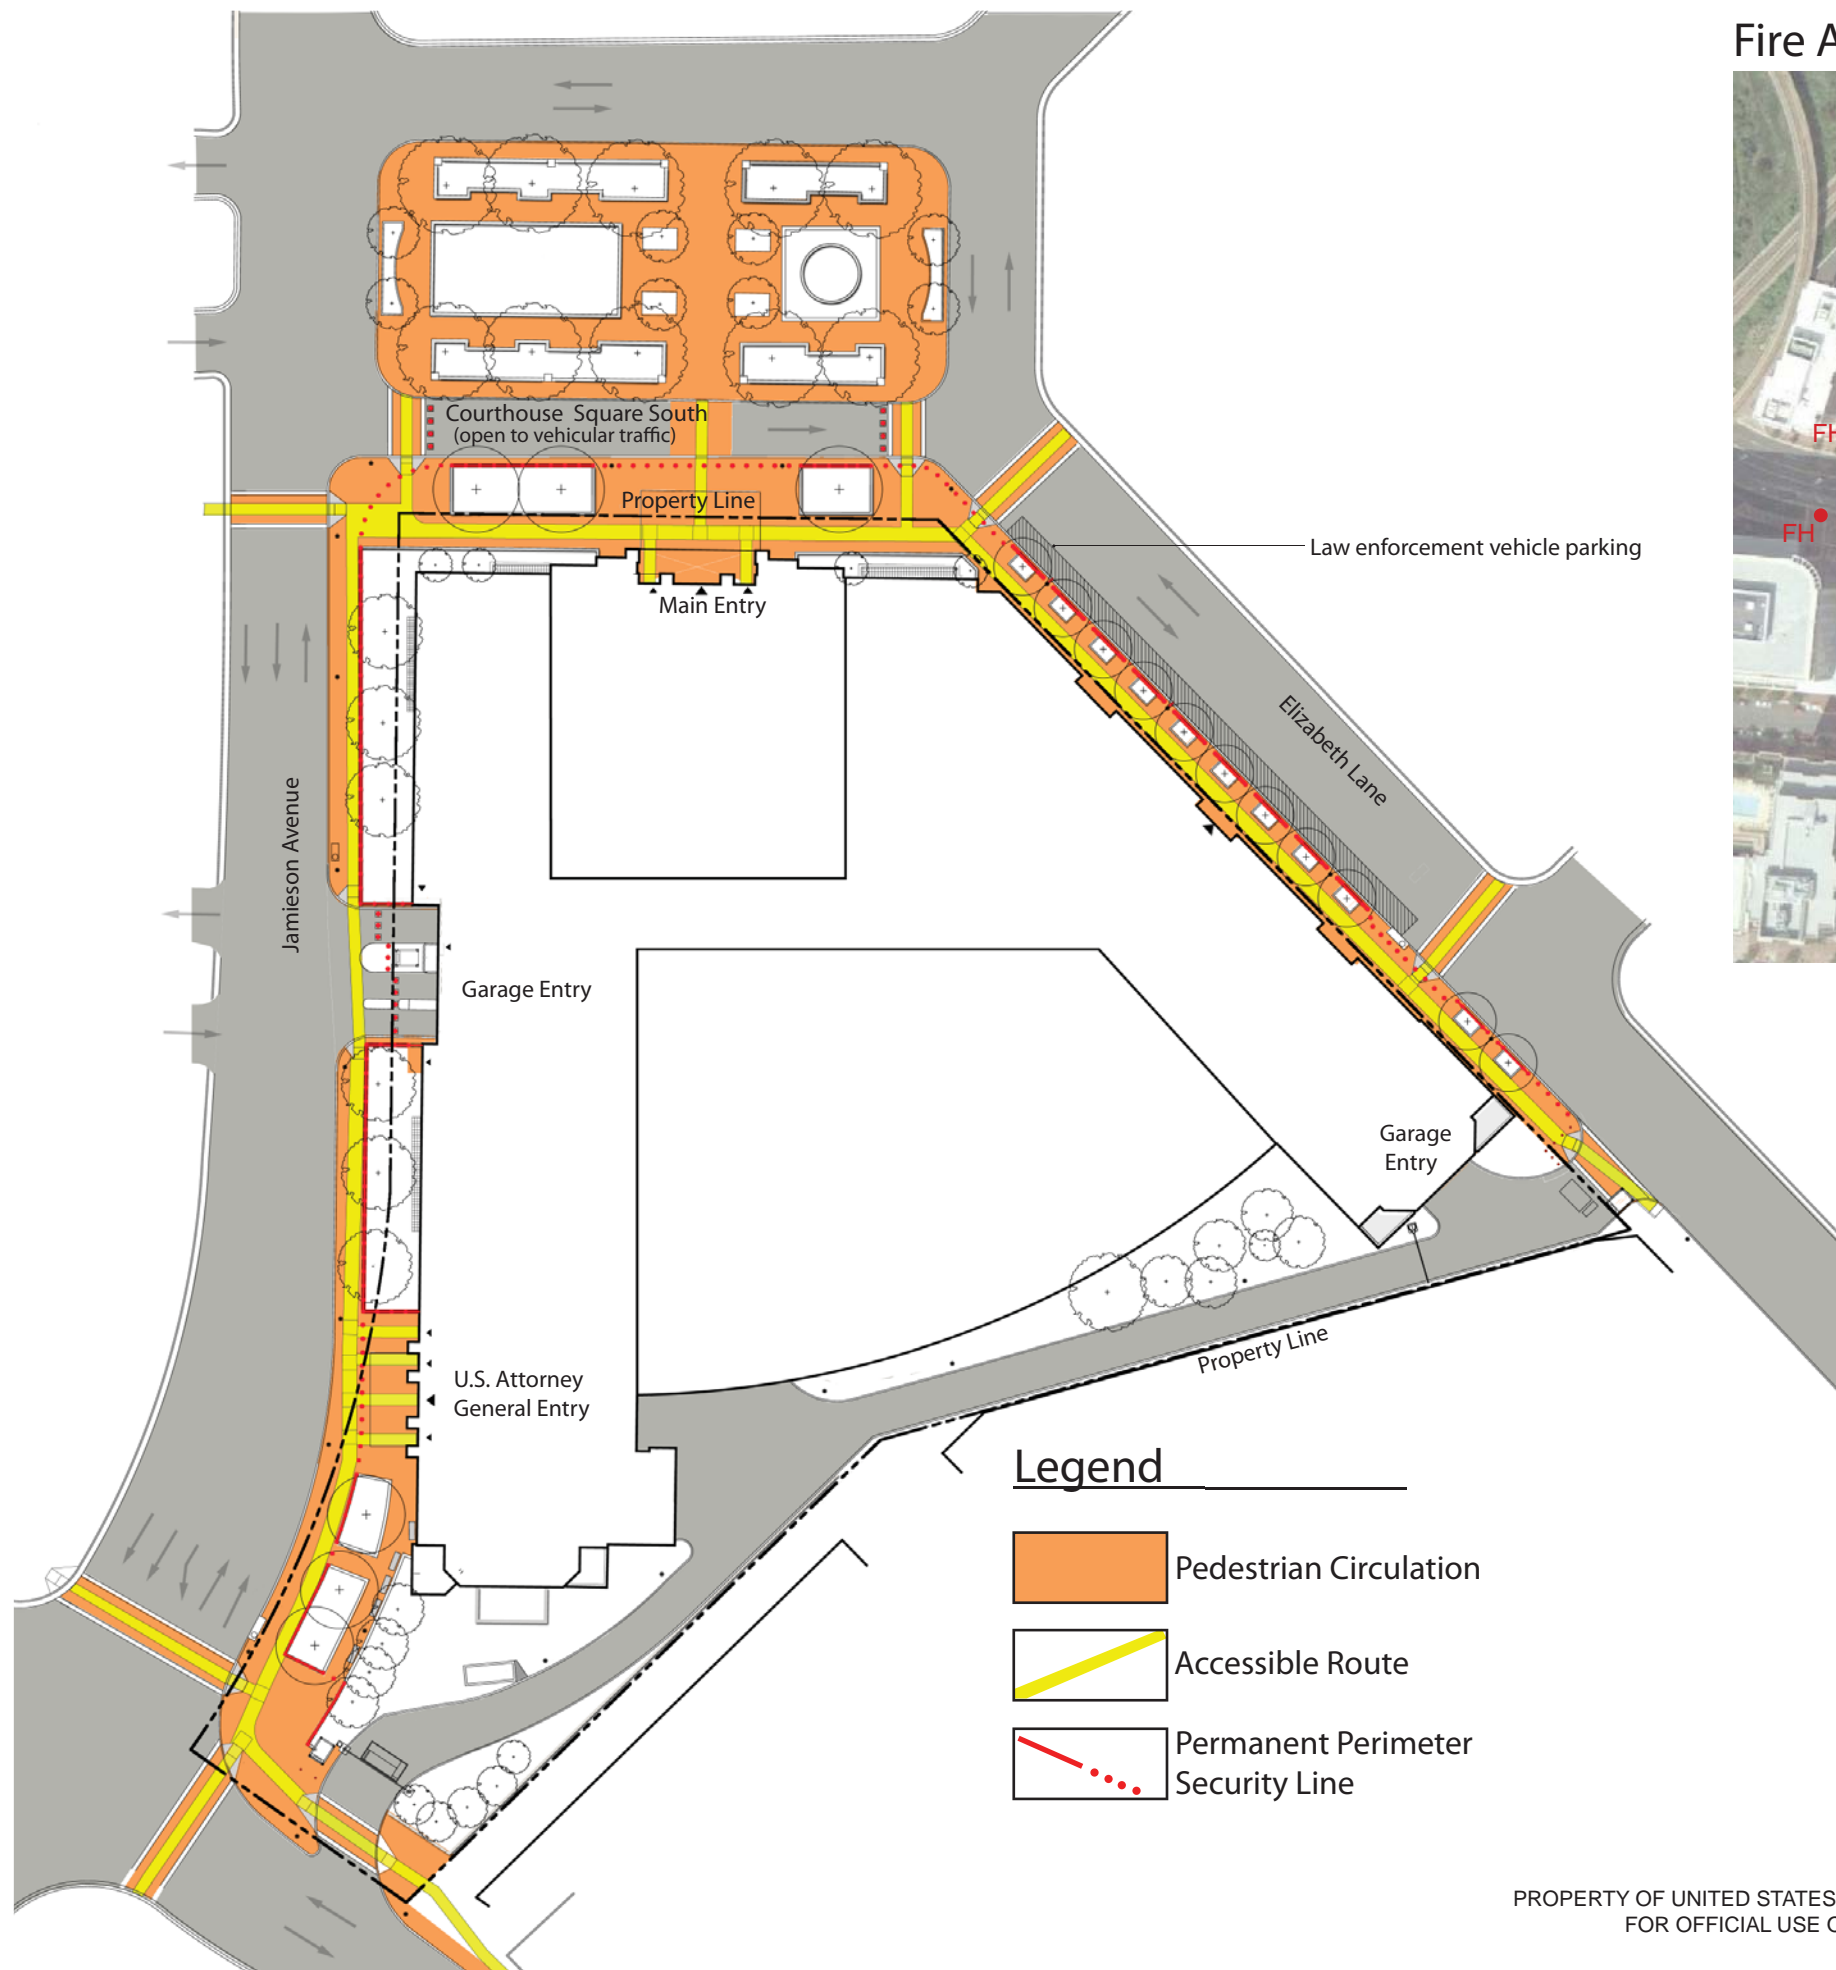 Fire A
FH
FH
Courthouse Square South
(open to vehicular traffic)
Property Line
Law enforcement vehicle parking
Main Entry
Elizabeth Lane
Jamieson Avenue
Garage Entry
Garage
Entry
Property Line
U.S. Attorney
General Entry
Legend
Pedestrian Circulation
Accessible Route
Permanent Perimeter
Security Line
PROPERTY OF UNITED STATES
FOR OFFICIAL USE O